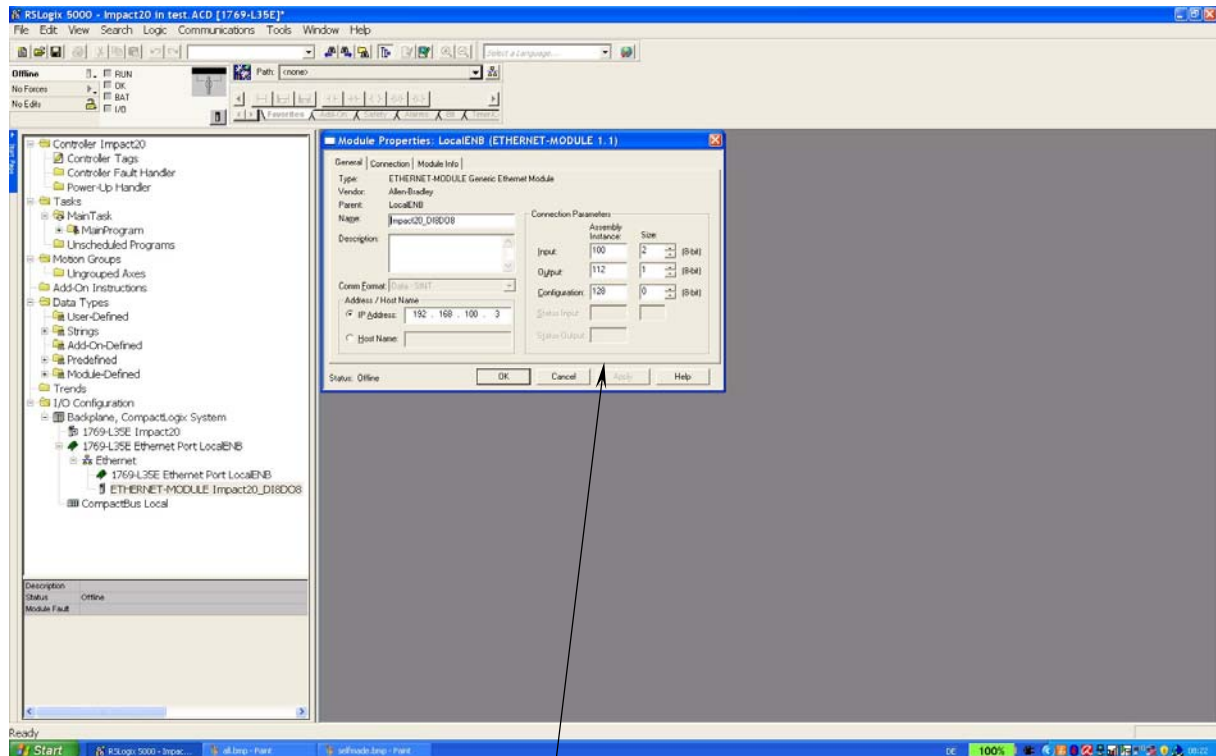 RSLogix 5000 - Impact20 in test.ACD [1769-L35E]*
File Edit View Search Logic Communications Tools Window Help
Select a Language...
Offline
RUN
Path: <none>
No Forces
OK
No Edits
BAT
I/O
Favorites Add-On Safety Alarms Bit
Controller Impact20
Controller Tags
Controller Fault Handler
Power-Up Handler
Tasks
MainTask
MainProgram
Unscheduled Programs
Motion Groups
Ungrouped Axes
Add-On Instructions
Data Types
User-Defined
Strings
Add-On-Defined
Predefined
Module-Defined
Trends
I/O Configuration
Backplane, CompactLogix System
1769-L35E Impact20
1769-L35E Ethernet Port LocalENB
Ethernet
1769-L35E Ethernet Port LocalENB
ETHERNET-MODULE Impact20_DI8DO8
CompactBus Local
Description
Status Offline
Module Fault
Module Properties: LocalENB (ETHERNET-MODULE 1.1)
General Connection Module Info
Type: ETHERNET-MODULE Generic Ethernet Module
Vendor: Allen-Bradley
Parent: LocalENB
Name: Impact20_DI8DO8
Description:
Comm Format: Data - SINT
Address / Host Name
IP Address: 192 . 168 . 100 . 3
Host Name:
Connection Parameters
Assembly Instance: Size:
Input: 100 2 (8-bit)
Output: 112 1 (8-bit)
Configuration: 128 0 (8-bit)
Status Input:
Status Output:
Status: Offline
OK Cancel Apply Help
Ready
Start
RSLogix 5000 - Impac...
all.bmp - Paint
selfmade.bmp - Paint
DE
100%